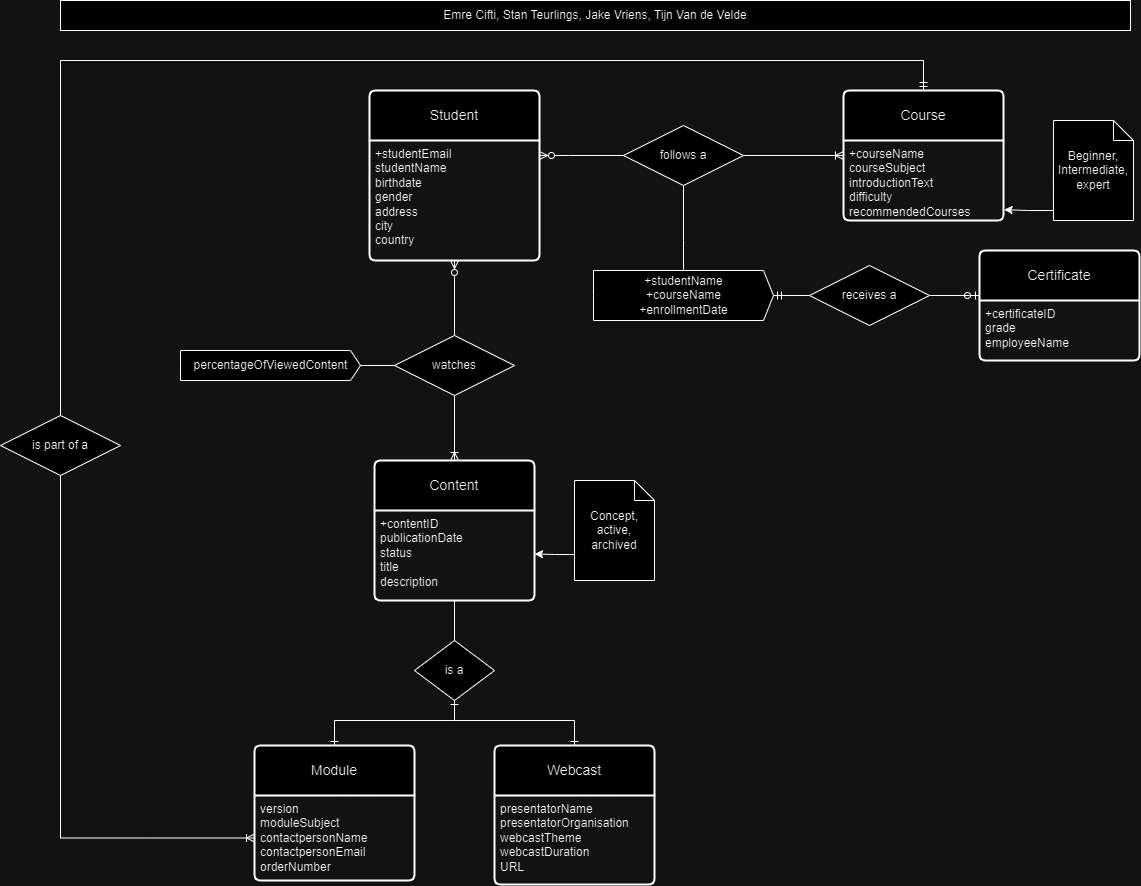 Emre Cifti, Stan Teurlings, Jake Vriens, Tijn Van de Velde
Student
+studentEmail
studentName
birthdate
gender
address
city
country
follows a
Course
+courseName
courseSubject
introductionText
difficulty
recommendedCourses
Beginner,
Intermediate,
expert
+studentName
+courseName
+enrollmentDate
receives a
Certificate
+certificateID
grade
employeeName
percentageOfViewedContent
watches
is part of a
Content
+contentID
publicationDate
status
title
description
Concept,
active,
archived
is a
Module
version
moduleSubject
contactpersonName
contactpersonEmail
orderNumber
Webcast
presentatorName
presentatorOrganisation
webcastTheme
webcastDuration
URL